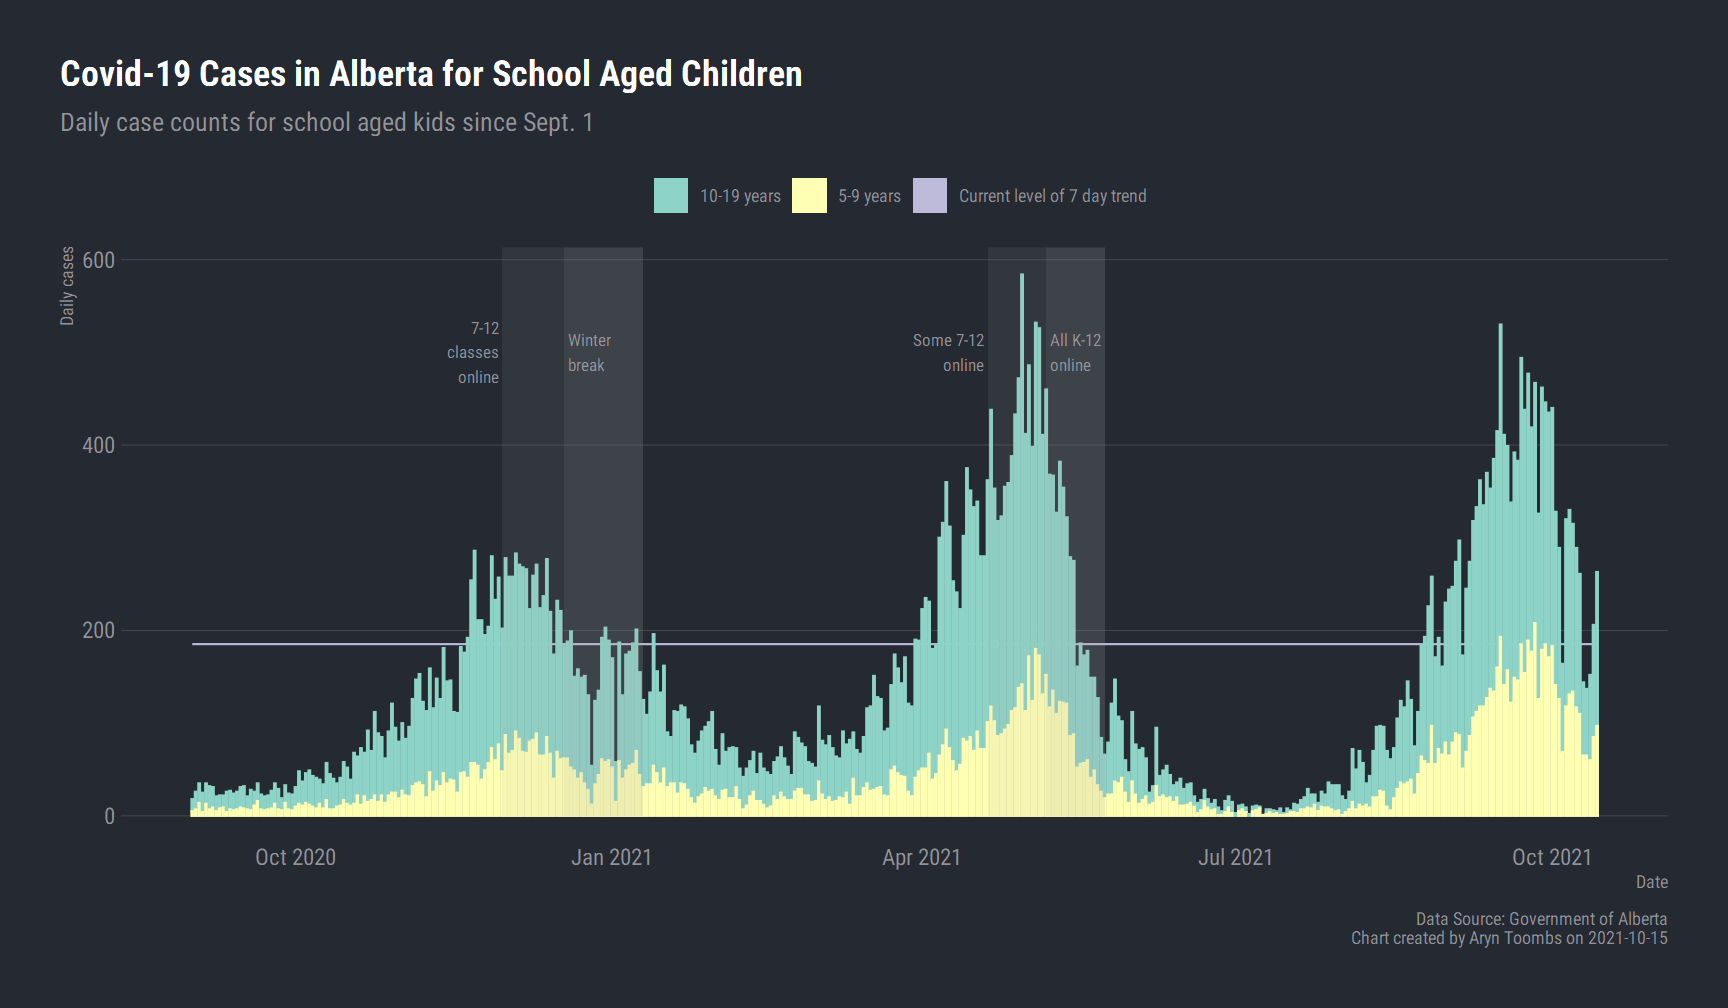 Covid-19 Cases in Alberta for School Aged Children
Daily case counts for school aged kids since Sept. 1
10-19 years
5-9 years
Current level of 7 day trend
Daily cases
600
400
200
0
7-12
classes
online
Winter
break
Some 7-12
online
All K-12
online
Oct 2020
Jan 2021
Apr 2021
Jul 2021
Oct 2021
Date
Data Source: Government of Alberta
Chart created by Aryn Toombs on 2021-10-15